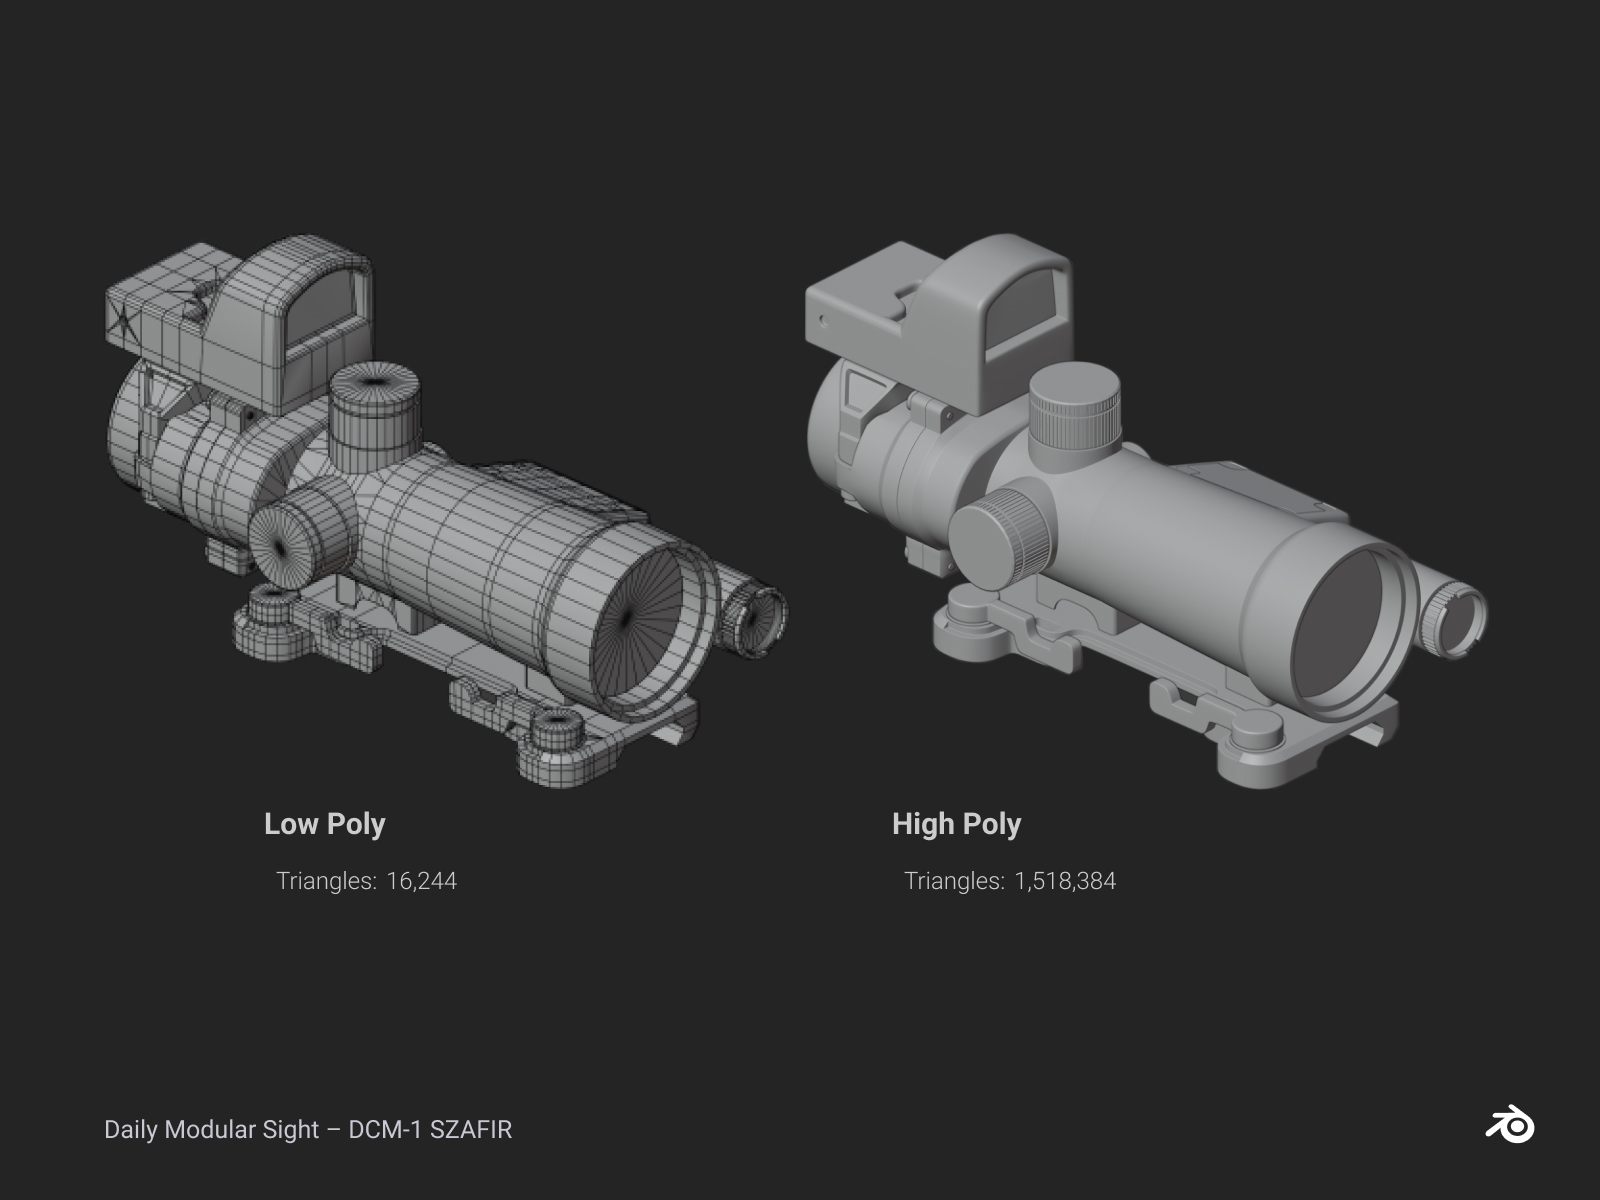 Low Poly
Triangles: 16,244
High Poly
Triangles: 1,518,384
Daily Modular Sight – DCM-1 SZAFIR